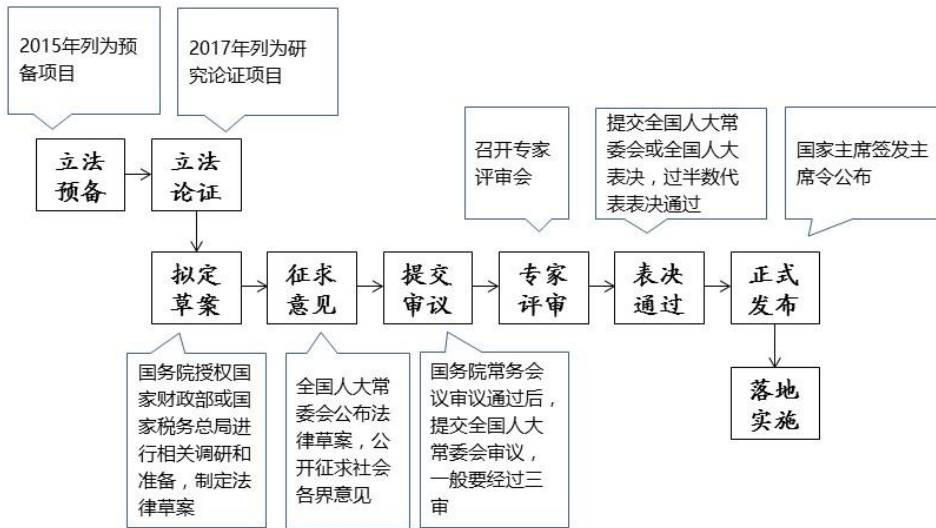 2015年列为预
备项目
2017年列为研
究论证项目
立法
预备
立法
论证
召开专家
评审会
提交全国人大常
委会或全国人大
表决，过半数代
表表决通过
国家主席签发主
席令公布
拟定
草案
征求
意见
提交
审议
专家
评审
表决
通过
正式
发布
国务院授权国
家财政部或国
家税务总局进
行相关调研和
准备，制定法
律草案
全国人大常
委会公布法
律草案，公
开征求社会
各界意见
国务院常务会
议审议通过后，
提交全国人大
常委会审议，
一般要经过三
审
落地
实施